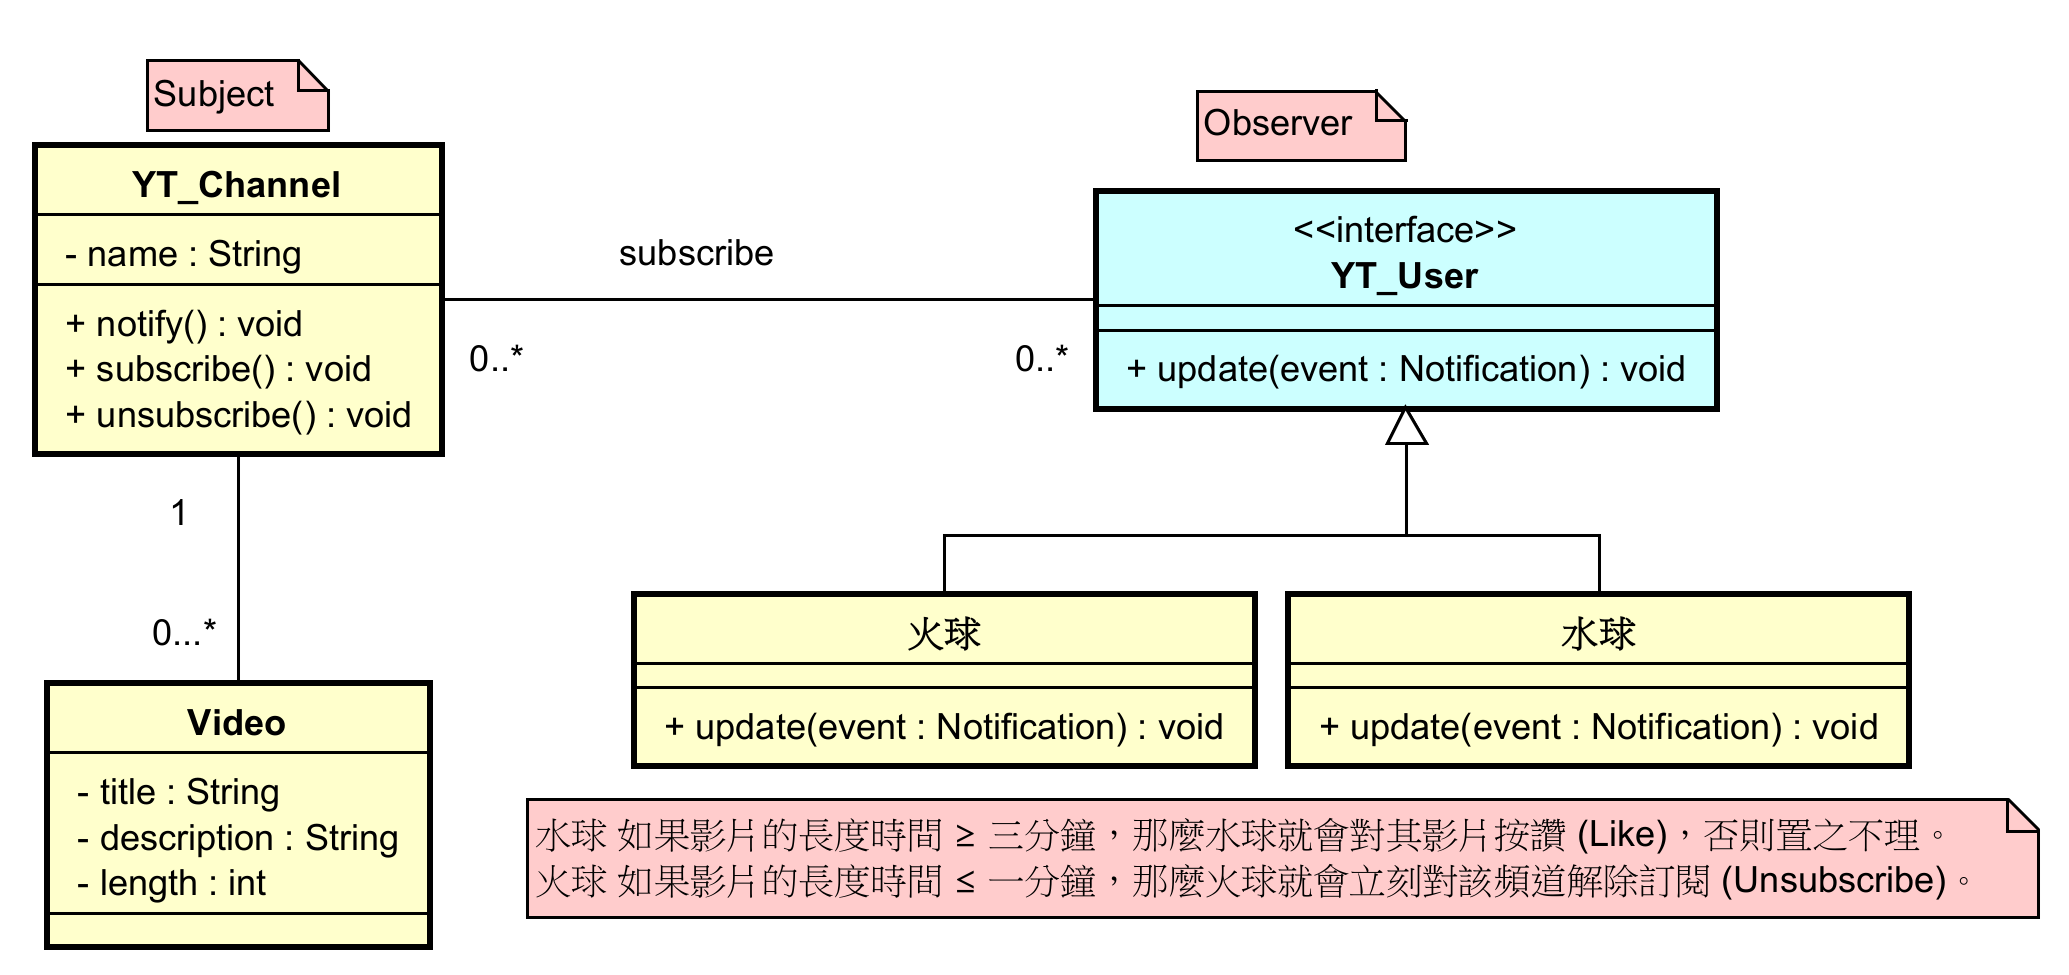 Subject
YT_Channel
- name : String
+ notify() : void
+ subscribe() : void
+ unsubscribe() : void
subscribe
0..*
0..*
Observer
<<interface>>
YT_User
+ update(event : Notification) : void
1
0...*
Video
- title : String
- description : String
- length : int
火球
+ update(event : Notification) : void
水球
+ update(event : Notification) : void
水球 如果影片的長度時間 ≥ 三分鐘，那麼水球就會對其影片按讚 (Like)，否則置之不理。
火球 如果影片的長度時間 ≤ 一分鐘，那麼火球就會立刻對該頻道解除訂閱 (Unsubscribe)。